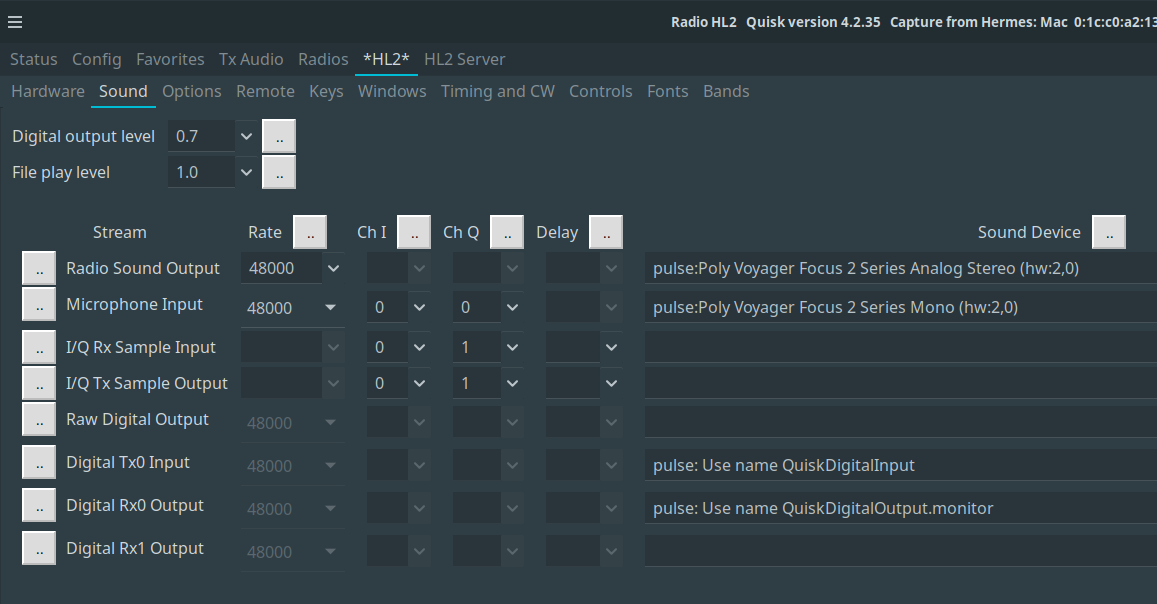 Radio HL2 Quisk version 4.2.35 Capture from Hermes: Mac 0:1c:c0:a2:13
Status Config Favorites Tx Audio Radios *HL2* HL2 Server
Hardware Sound Options Remote Keys Windows Timing and CW Controls Fonts Bands
Digital output level 0.7 ..
File play level 1.0 ..
Stream Rate .. Ch I .. Ch Q .. Delay .. Sound Device ..
.. Radio Sound Output 48000 pulse:Poly Voyager Focus 2 Series Analog Stereo (hw:2,0)
.. Microphone Input 48000 0 0 pulse:Poly Voyager Focus 2 Series Mono (hw:2,0)
.. I/Q Rx Sample Input 0 1
.. I/Q Tx Sample Output 0 1
.. Raw Digital Output 48000
.. Digital Tx0 Input 48000 pulse: Use name QuiskDigitalInput
.. Digital Rx0 Output 48000 pulse: Use name QuiskDigitalOutput.monitor
.. Digital Rx1 Output 48000